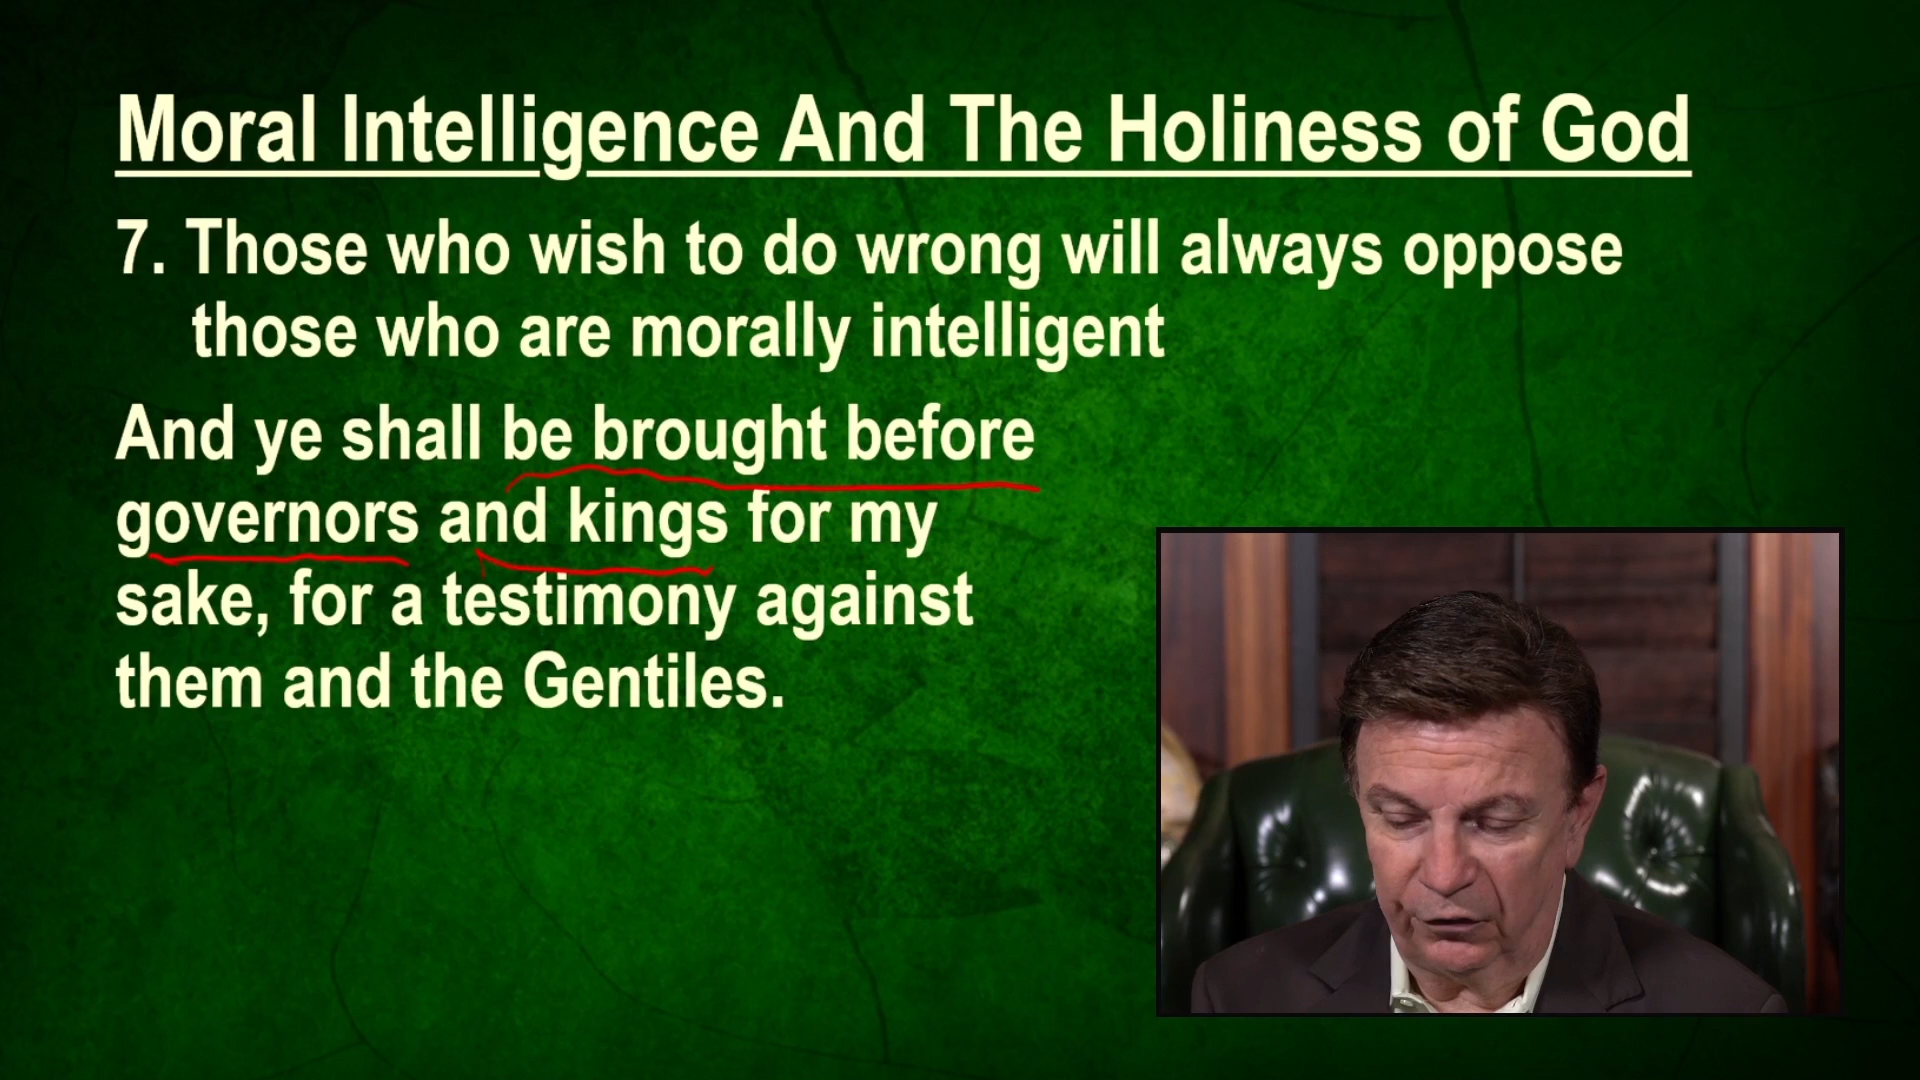 Moral Intelligence And The Holiness of God
7. Those who wish to do wrong will always oppose
those who are morally intelligent
And ye shall be brought before
governors and kings for my
sake, for a testimony against
them and the Gentiles.